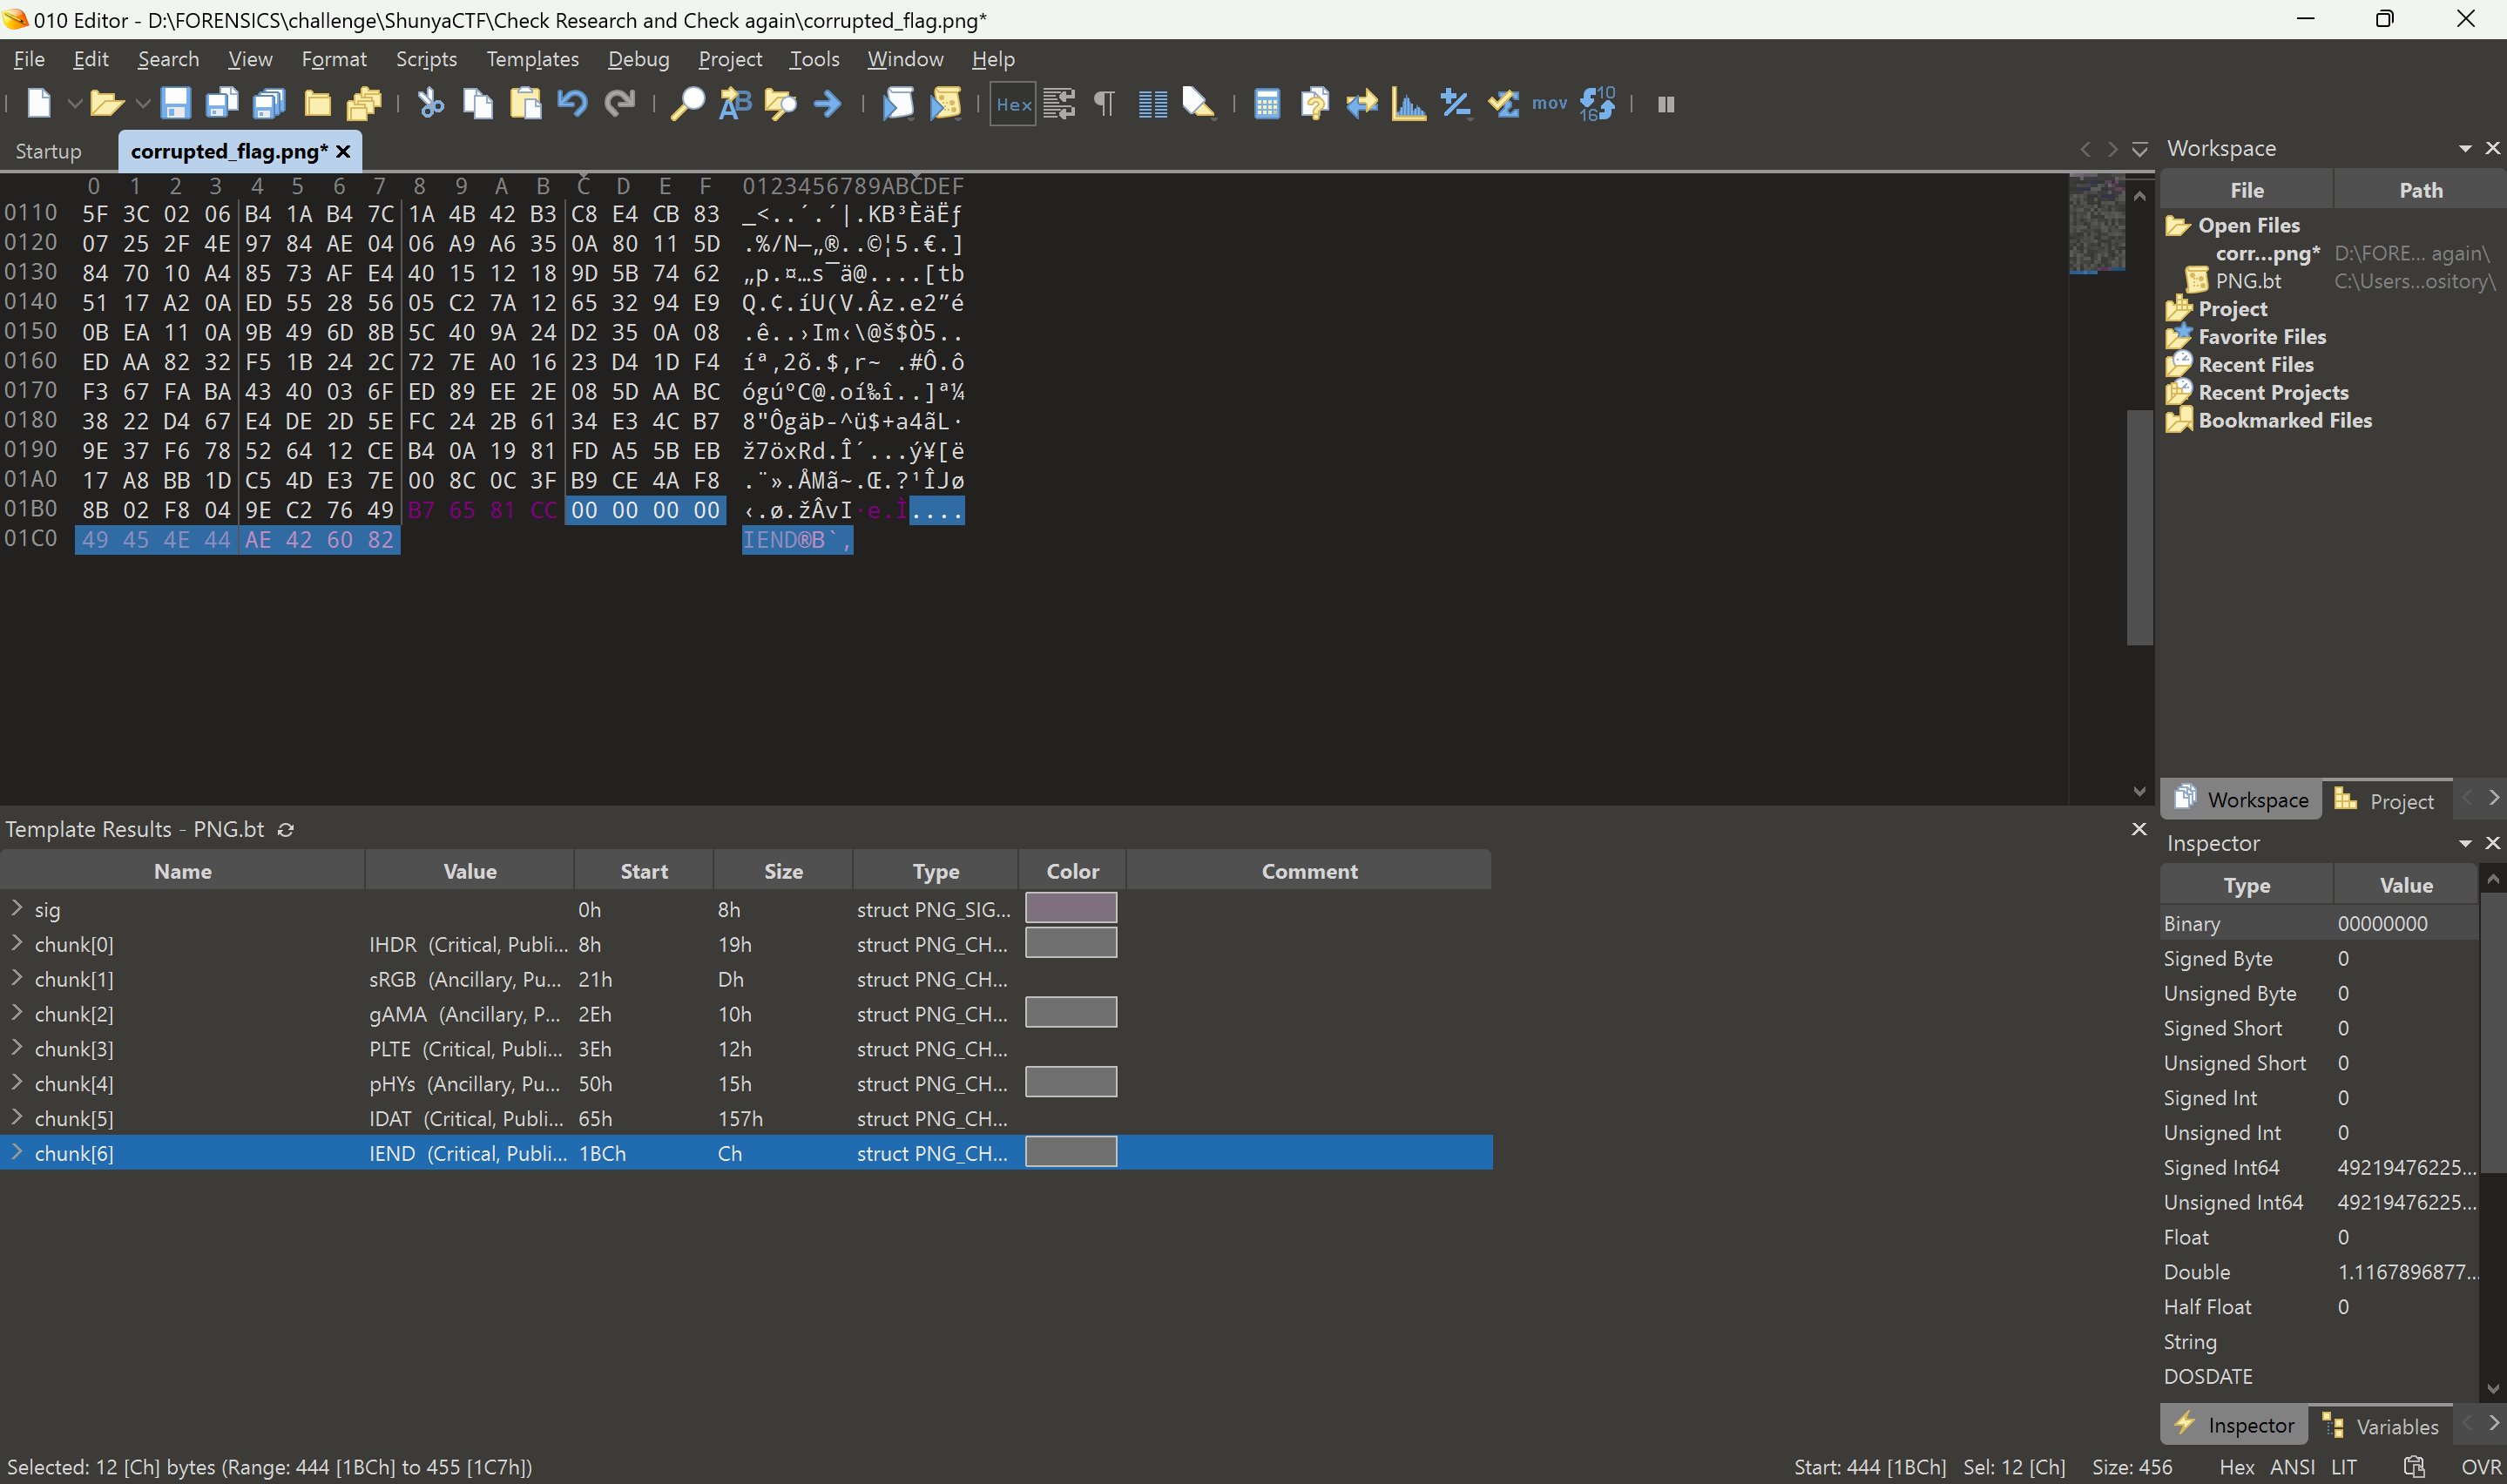 010 Editor - D:\FORENSICS\challenge\ShunyaCTF\Check Research and Check again\corrupted_flag.png*
File Edit Search View Format Scripts Templates Debug Project Tools Window Help
Hex mov 10 16
Startup corrupted_flag.png*
0 1 2 3 4 5 6 7 8 9 A B C D E F 0123456789ABCDEF
0110 5F 3C 02 06 B4 1A B4 7C 1A 4B 42 B3 C8 E4 CB 83 _<..´.´|.KB³ÈäËƒ
0120 07 25 2F 4E 97 84 AE 04 06 A9 A6 35 0A 80 11 5D .%/N—„®..©¦5.€.]
0130 84 70 10 A4 85 73 AF E4 40 15 12 18 9D 5B 74 62 „p.¤…s¯ä@....[tb
0140 51 17 A2 0A ED 55 28 56 05 C2 7A 12 65 32 94 E9 Q.¢.íU(V.Âz.e2”é
0150 0B EA 11 0A 9B 49 6D 8B 5C 40 9A 24 D2 35 0A 08 .ê..›Im‹\@š$Ò5..
0160 ED AA 82 32 F5 1B 24 2C 72 7E A0 16 23 D4 1D F4 íª‚2õ.$,r~ .#Ô.ô
0170 F3 67 FA BA 43 40 03 6F ED 89 EE 2E 08 5D AA BC ógúºC@.oí‰î..]ª¼
0180 38 22 D4 67 E4 DE 2D 5E FC 24 2B 61 34 E3 4C B7 8"ÔgäÞ-^ü$+a4ãL·
0190 9E 37 F6 78 52 64 12 CE B4 0A 19 81 FD A5 5B EB ž7öxRd.Î´...ý¥[ë
01A0 17 A8 BB 1D C5 4D E3 7E 00 8C 0C 3F B9 CE 4A F8 .¨».ÅMã~.Œ.?¹ÎJø
01B0 8B 02 F8 04 9E C2 76 49 B7 65 81 CC 00 00 00 00 ‹.ø.žÂvI·e.Ì....
01C0 49 45 4E 44 AE 42 60 82 IEND®B`‚
Template Results - PNG.bt
Name Value Start Size Type Color Comment
sig 0h 8h struct PNG_SIG...
chunk[0] IHDR (Critical, Publi... 8h 19h struct PNG_CH...
chunk[1] sRGB (Ancillary, Pu... 21h Dh struct PNG_CH...
chunk[2] gAMA (Ancillary, P... 2Eh 10h struct PNG_CH...
chunk[3] PLTE (Critical, Publi... 3Eh 12h struct PNG_CH...
chunk[4] pHYs (Ancillary, Pu... 50h 15h struct PNG_CH...
chunk[5] IDAT (Critical, Publi... 65h 157h struct PNG_CH...
chunk[6] IEND (Critical, Publi... 1BCh Ch struct PNG_CH...
Workspace
File Path
Open Files
corr...png* D:\FORE... again\
PNG.bt C:\Users...ository\
Project
Favorite Files
Recent Files
Recent Projects
Bookmarked Files
Workspace Project
Inspector
Type Value
Binary 00000000
Signed Byte 0
Unsigned Byte 0
Signed Short 0
Unsigned Short 0
Signed Int 0
Unsigned Int 0
Signed Int64 49219476225...
Unsigned Int64 49219476225...
Float 0
Double 1.1167896877...
Half Float 0
String
DOSDATE
Inspector Variables
Selected: 12 [Ch] bytes (Range: 444 [1BCh] to 455 [1C7h]) Start: 444 [1BCh] Sel: 12 [Ch] Size: 456 Hex ANSI LIT OVR